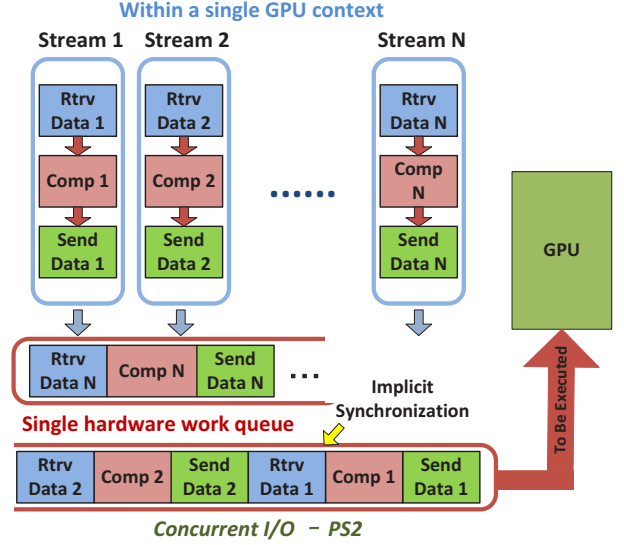 Within a single GPU context
Stream 1 Stream 2 Stream N
Rtrv
Data 1
Rtrv
Data 2
Rtrv
Data N
Comp 1
Comp 2
......
Comp
N
Send
Data 1
Send
Data 2
Send
Data N
GPU
Rtrv
Data N
Comp N
Send
Data N
...
Implicit
Synchronization
To Be Executed
Single hardware work queue
Rtrv
Data 2
Comp 2
Send
Data 2
Rtrv
Data 1
Comp 1
Send
Data 1
Concurrent I/O – PS2